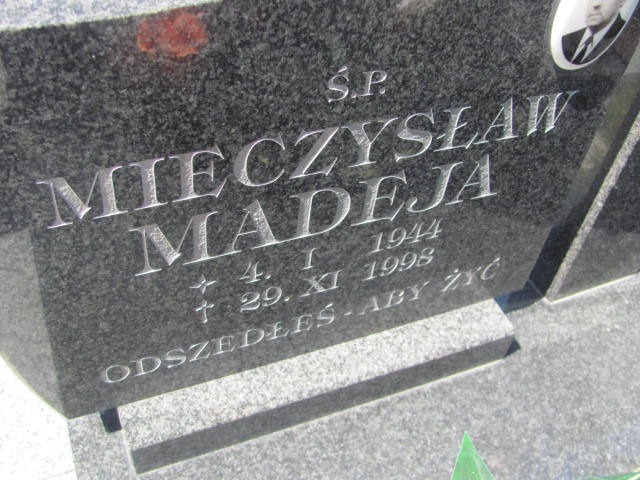 Ś.P.
MIECZYSŁAW
MADEJA
✦ 4. I 1944
✝ 29. XI 1998
ODSZEDŁEŚ - ABY ŻYĆ